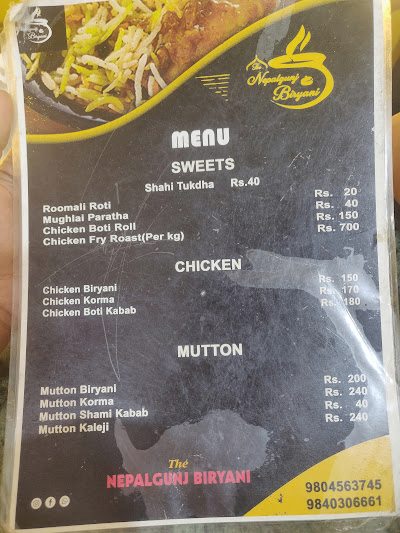 Biryani
The
Nepalgunj
Biryani
MENU
SWEETS
Shahi Tukdha Rs.40
Roomali Roti Rs. 20
Mughlai Paratha Rs. 40
Chicken Boti Roll Rs. 150
Chicken Fry Roast(Per kg) Rs. 700
CHICKEN
Chicken Biryani Rs. 150
Chicken Korma Rs. 170
Chicken Boti Kabab Rs. 180
MUTTON
Mutton Biryani Rs. 200
Mutton Korma Rs. 240
Mutton Shami Kabab Rs. 40
Mutton Kaleji Rs. 240
The
NEPALGUNJ BIRYANI
9804563745
9840306661